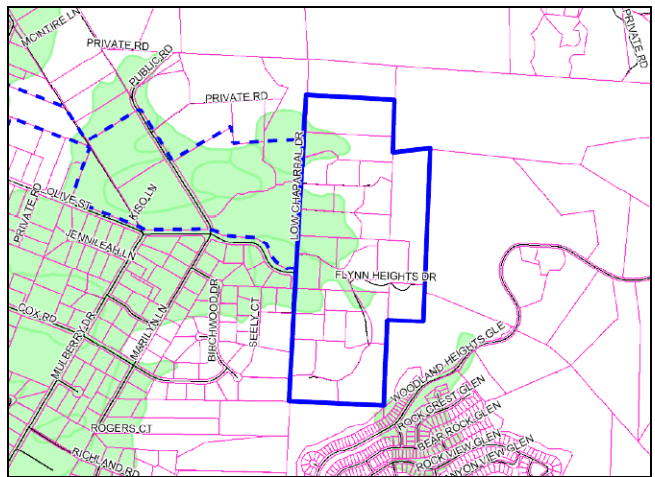 MCINTIRE LN
PRIVATE RD
PUBLIC RD
PRIVATE RD
PRIVATE RD
LOW CHAPARRAL DR
KISO LN
OLIVE ST
PRIVATE RD
JENNILEAH LN
FLYNN HEIGHTS DR
COX RD
MULBERRY DR
MARILYN LN
BIRCHWOOD DR
SEELY CT
WOODLAND HEIGHTS GLE
ROCK CREST GLEN
ROGERS CT
BEAR ROCK GLEN
ROCK VIEW GLEN
RICHLAND RD
ANYON VIEW GLEN